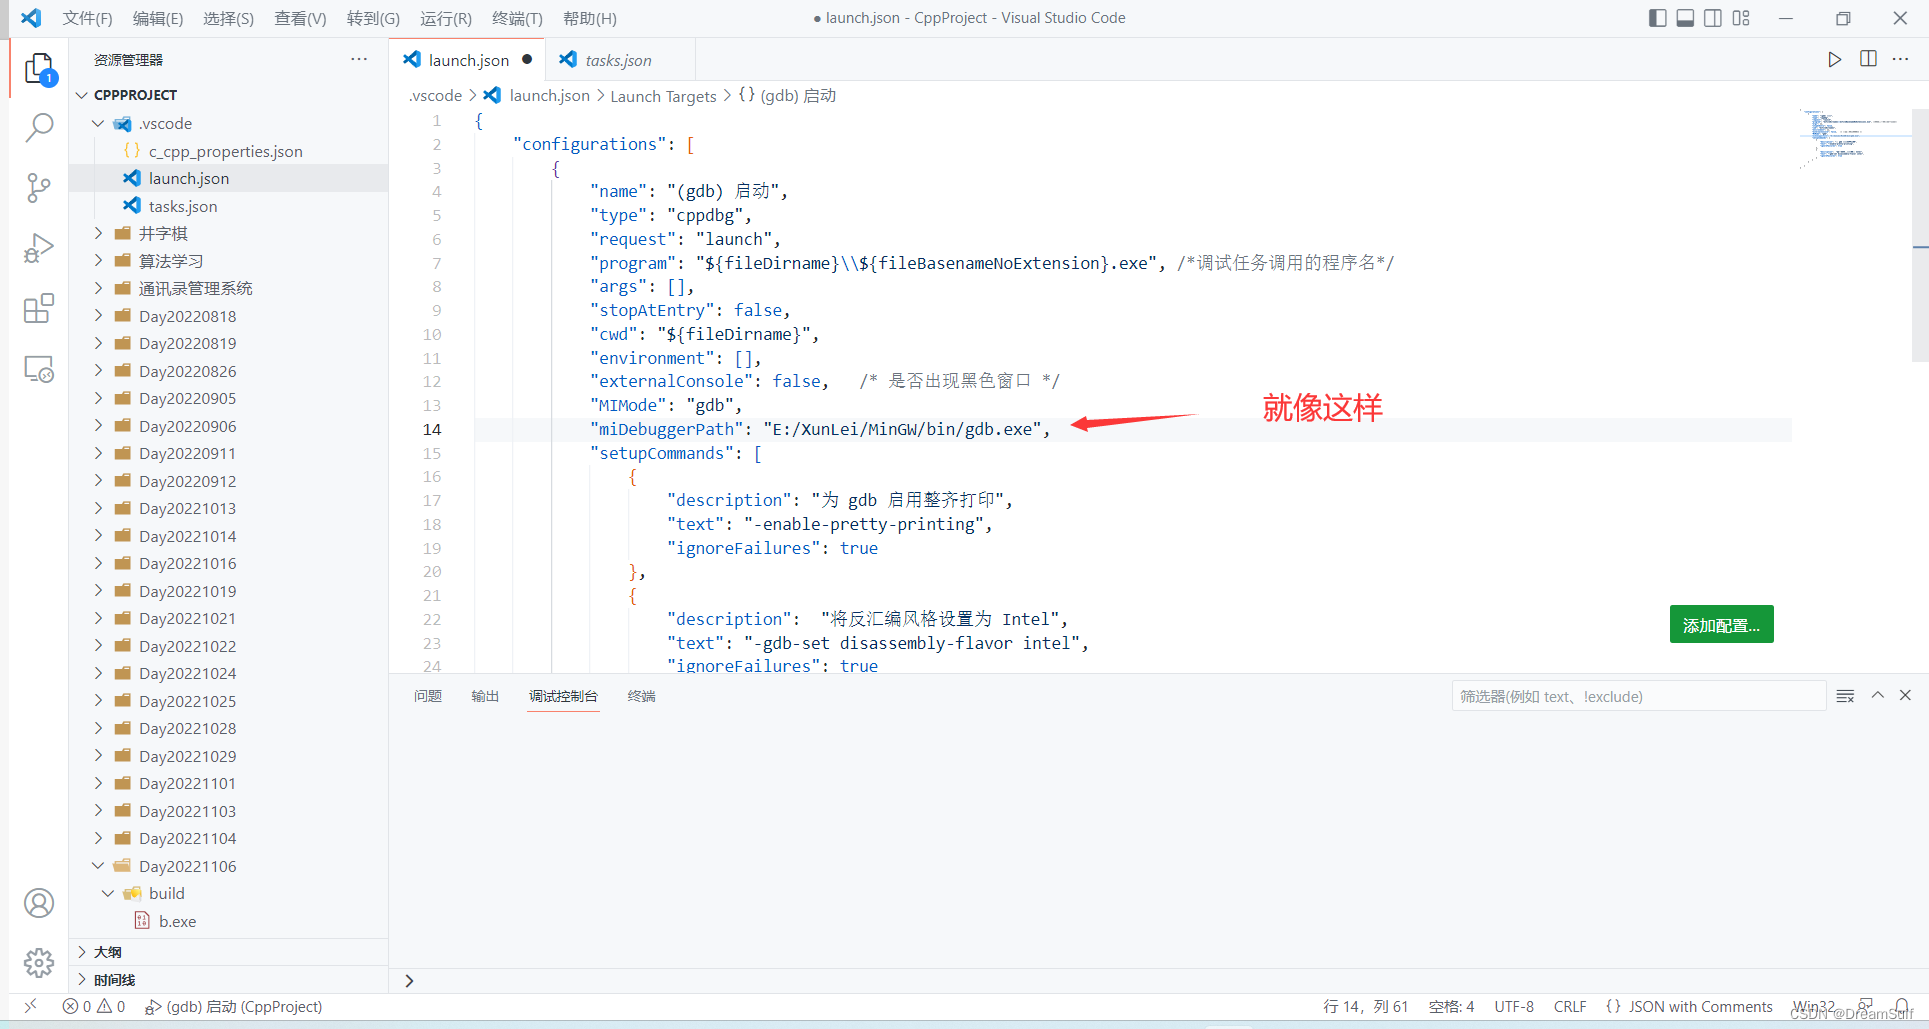 文件(F) 编辑(E) 选择(S) 查看(V) 转到(G) 运行(R) 终端(T) 帮助(H) ● launch.json - CppProject - Visual Studio Code
资源管理器 ···
launch.json ● tasks.json
.vscode > launch.json > Launch Targets > {} (gdb) 启动
1
CPPPROJECT
.vscode
{} c_cpp_properties.json
launch.json
tasks.json
井字棋
算法学习
通讯录管理系统
Day20220818
Day20220819
Day20220826
Day20220905
Day20220906
Day20220911
Day20220912
Day20221013
Day20221014
Day20221016
Day20221019
Day20221021
Day20221022
Day20221024
Day20221025
Day20221028
Day20221029
Day20221101
Day20221103
Day20221104
Day20221106
build
b.exe
大纲
时间线
1 {
2 "configurations": [
3 {
4 "name": "(gdb) 启动",
5 "type": "cppdbg",
6 "request": "launch",
7 "program": "${fileDirname}\\${fileBasenameNoExtension}.exe", /*调试任务调用的程序名*/
8 "args": [],
9 "stopAtEntry": false,
10 "cwd": "${fileDirname}",
11 "environment": [],
12 "externalConsole": false, /* 是否出现黑色窗口 */
13 "MIMode": "gdb",
14 "miDebuggerPath": "E:/XunLei/MinGW/bin/gdb.exe",
就像这样
15 "setupCommands": [
16 {
17 "description": "为 gdb 启用整齐打印",
18 "text": "-enable-pretty-printing",
19 "ignoreFailures": true
20 },
21 {
22 "description": "将反汇编风格设置为 Intel",
23 "text": "-gdb-set disassembly-flavor intel",
24 "ignoreFailures": true
添加配置...
问题 输出 调试控制台 终端 筛选器(例如 text、!exclude)
0 0 (gdb) 启动 (CppProject) 行 14，列 61 空格: 4 UTF-8 CRLF {} JSON with Comments Win32
CSDN @DreamSuff